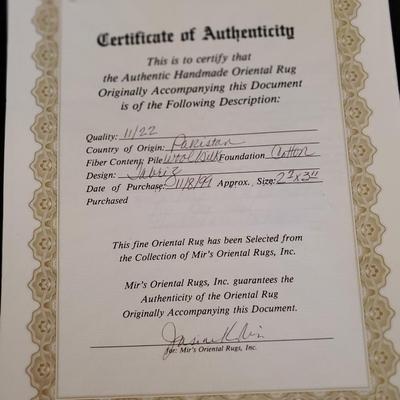 Certificate of Authenticity
This is to certify that
the Authentic Handmade Oriental Rug
Originally Accompanying this Document
is of the Following Description:
Quality: 11/22
Country of Origin: Pakistan
Fiber Content: Pile Wool/Silk Foundation Cotton
Design: Tabriz
Date of Purchase: 11/8/99 Approx. Size:
Purchased
This fine Oriental Rug has been Selected from
the Collection of Mir's Oriental Rugs, Inc.
Mir's Oriental Rugs, Inc. guarantees the
Authenticity of the Oriental Rug
Originally Accompanying this Document.
for: Mir's Oriental Rugs, Inc.